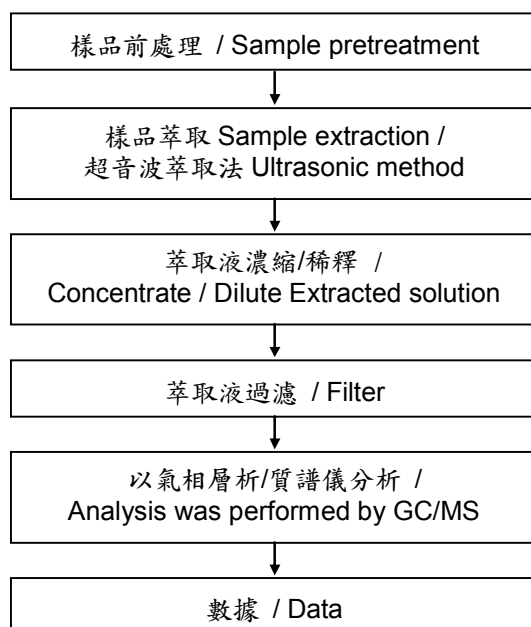 樣品前處理 / Sample pretreatment
樣品萃取 Sample extraction /
超音波萃取法 Ultrasonic method
萃取液濃縮/稀釋 /
Concentrate / Dilute Extracted solution
萃取液過濾 / Filter
以氣相層析/質譜儀分析 /
Analysis was performed by GC/MS
數據 / Data